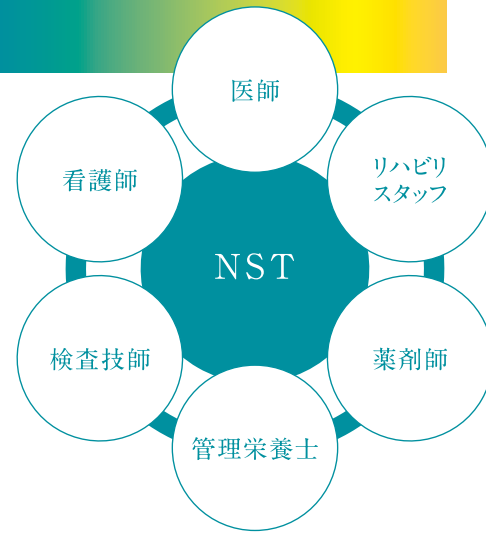 医師
看護師
リハビリ
スタッフ
NST
検査技師
薬剤師
管理栄養士